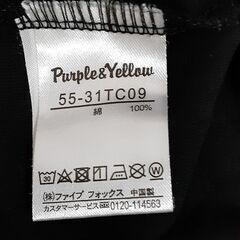 Purple&Yellow
55-31TC09
綿
100%
30
(株)ファイブ フォックス 中国製
カスタマーサービス 0120-114563